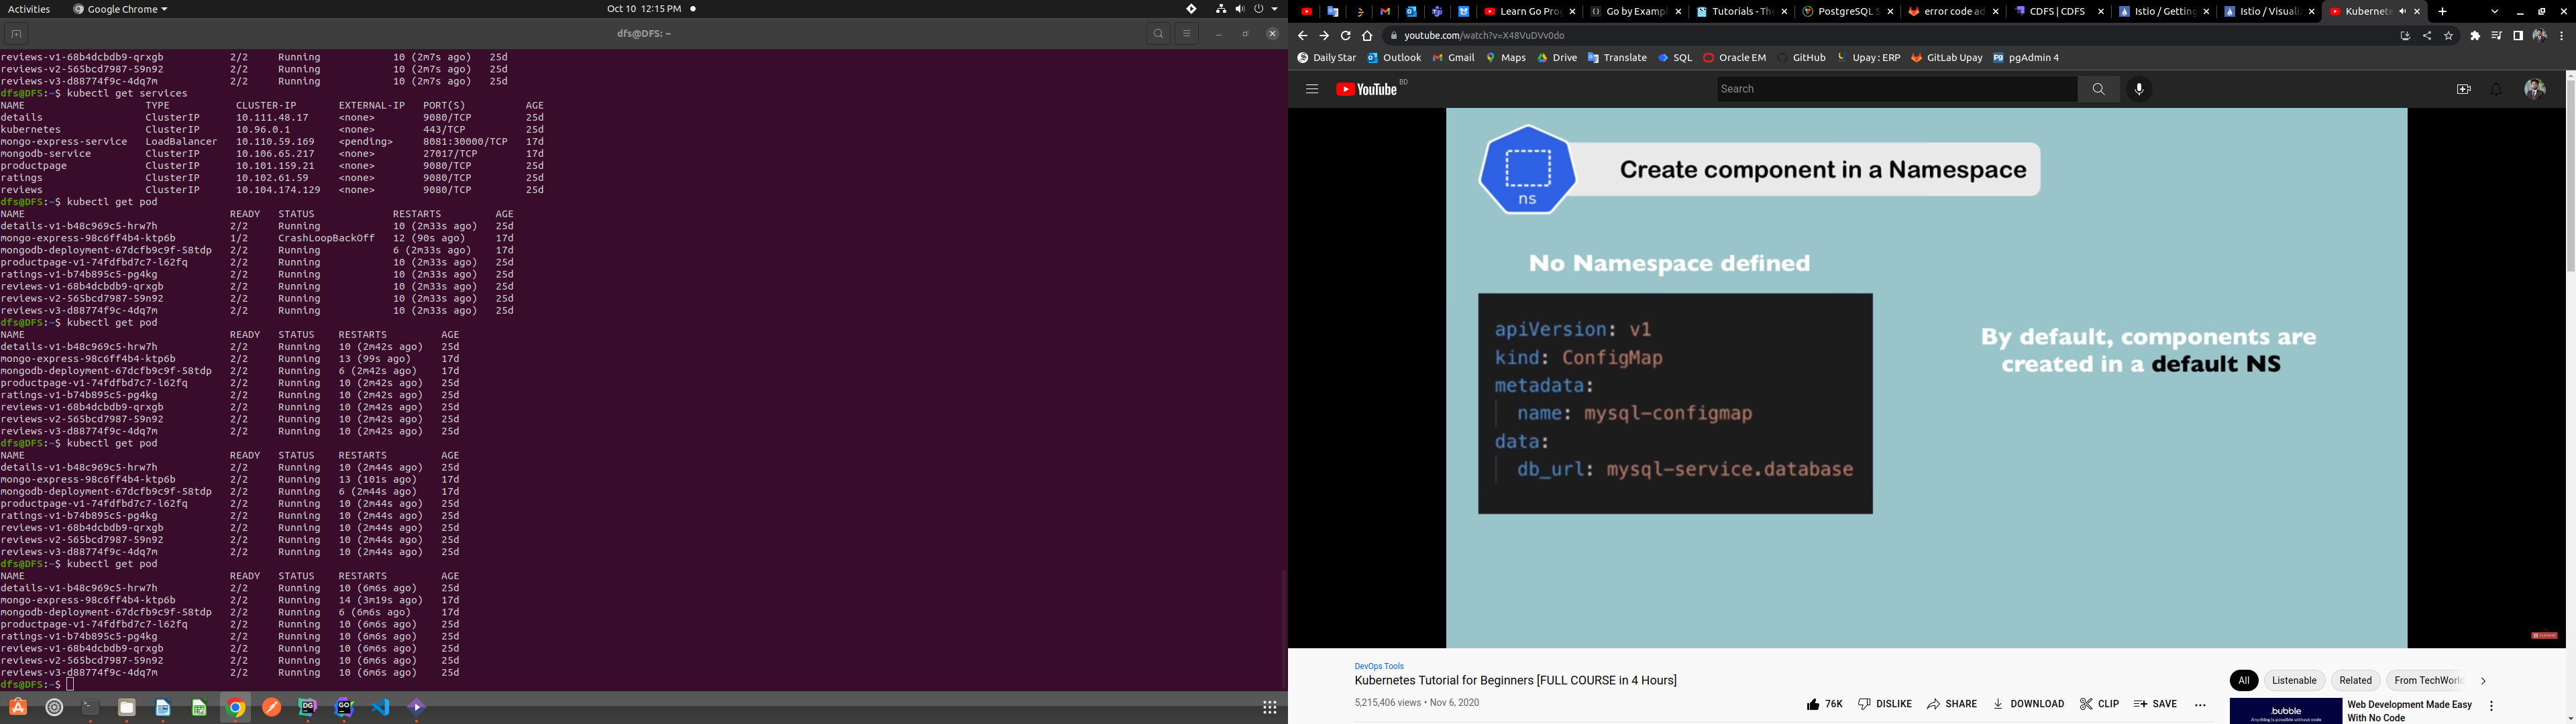 Activities
Google Chrome
Oct 10 12:15 PM
dfs@DFS: ~
reviews-v1-68b4dcbdb9-qrxgb 2/2 Running 10 (2m7s ago) 25d
reviews-v2-565bcd7987-59n92 2/2 Running 10 (2m7s ago) 25d
reviews-v3-d88774f9c-4dq7m 2/2 Running 10 (2m7s ago) 25d
dfs@DFS:~$ kubectl get services
NAME TYPE CLUSTER-IP EXTERNAL-IP PORT(S) AGE
details ClusterIP 10.111.48.17 <none> 9080/TCP 25d
kubernetes ClusterIP 10.96.0.1 <none> 443/TCP 25d
mongo-express-service LoadBalancer 10.110.59.169 <pending> 8081:30000/TCP 17d
mongodb-service ClusterIP 10.106.65.217 <none> 27017/TCP 17d
productpage ClusterIP 10.101.159.21 <none> 9080/TCP 25d
ratings ClusterIP 10.102.61.59 <none> 9080/TCP 25d
reviews ClusterIP 10.104.174.129 <none> 9080/TCP 25d
dfs@DFS:~$ kubectl get pod
NAME READY STATUS RESTARTS AGE
details-v1-b48c969c5-hrw7h 2/2 Running 10 (2m33s ago) 25d
mongo-express-98c6ff4b4-ktp6b 1/2 CrashLoopBackOff 12 (90s ago) 17d
mongodb-deployment-67dcfb9c9f-58tdp 2/2 Running 6 (2m33s ago) 17d
productpage-v1-74fdfbd7c7-l62fq 2/2 Running 10 (2m33s ago) 25d
ratings-v1-b74b895c5-pg4kg 2/2 Running 10 (2m33s ago) 25d
reviews-v1-68b4dcbdb9-qrxgb 2/2 Running 10 (2m33s ago) 25d
reviews-v2-565bcd7987-59n92 2/2 Running 10 (2m33s ago) 25d
reviews-v3-d88774f9c-4dq7m 2/2 Running 10 (2m33s ago) 25d
dfs@DFS:~$ kubectl get pod
NAME READY STATUS RESTARTS AGE
details-v1-b48c969c5-hrw7h 2/2 Running 10 (2m42s ago) 25d
mongo-express-98c6ff4b4-ktp6b 2/2 Running 13 (99s ago) 17d
mongodb-deployment-67dcfb9c9f-58tdp 2/2 Running 6 (2m42s ago) 17d
productpage-v1-74fdfbd7c7-l62fq 2/2 Running 10 (2m42s ago) 25d
ratings-v1-b74b895c5-pg4kg 2/2 Running 10 (2m42s ago) 25d
reviews-v1-68b4dcbdb9-qrxgb 2/2 Running 10 (2m42s ago) 25d
reviews-v2-565bcd7987-59n92 2/2 Running 10 (2m42s ago) 25d
reviews-v3-d88774f9c-4dq7m 2/2 Running 10 (2m42s ago) 25d
dfs@DFS:~$ kubectl get pod
NAME READY STATUS RESTARTS AGE
details-v1-b48c969c5-hrw7h 2/2 Running 10 (2m44s ago) 25d
mongo-express-98c6ff4b4-ktp6b 2/2 Running 13 (101s ago) 17d
mongodb-deployment-67dcfb9c9f-58tdp 2/2 Running 6 (2m44s ago) 17d
productpage-v1-74fdfbd7c7-l62fq 2/2 Running 10 (2m44s ago) 25d
ratings-v1-b74b895c5-pg4kg 2/2 Running 10 (2m44s ago) 25d
reviews-v1-68b4dcbdb9-qrxgb 2/2 Running 10 (2m44s ago) 25d
reviews-v2-565bcd7987-59n92 2/2 Running 10 (2m44s ago) 25d
reviews-v3-d88774f9c-4dq7m 2/2 Running 10 (2m44s ago) 25d
dfs@DFS:~$ kubectl get pod
NAME READY STATUS RESTARTS AGE
details-v1-b48c969c5-hrw7h 2/2 Running 10 (6m6s ago) 25d
mongo-express-98c6ff4b4-ktp6b 2/2 Running 14 (3m19s ago) 17d
mongodb-deployment-67dcfb9c9f-58tdp 2/2 Running 6 (6m6s ago) 17d
productpage-v1-74fdfbd7c7-l62fq 2/2 Running 10 (6m6s ago) 25d
ratings-v1-b74b895c5-pg4kg 2/2 Running 10 (6m6s ago) 25d
reviews-v1-68b4dcbdb9-qrxgb 2/2 Running 10 (6m6s ago) 25d
reviews-v2-565bcd7987-59n92 2/2 Running 10 (6m6s ago) 25d
reviews-v3-d88774f9c-4dq7m 2/2 Running 10 (6m6s ago) 25d
dfs@DFS:~$
Learn Go Pro Go by Examp Tutorials - Th PostgreSQL S error code ad CDFS | CDFS Istio / Getting Istio / Visualiz Kubernet
youtube.com/watch?v=X48VuDVv0do
Daily Star Outlook Gmail Maps Drive Translate SQL Oracle EM GitHub Upay : ERP GitLab Upay pgAdmin 4
YouTube BD
Search
Create component in a Namespace
ns
No Namespace defined
apiVersion: v1
kind: ConfigMap
metadata:
name: mysql-configmap
data:
db_url: mysql-service.database
By default, components are
created in a default NS
DevOps Tools
Kubernetes Tutorial for Beginners [FULL COURSE in 4 Hours]
5,215,406 views • Nov 6, 2020
76K DISLIKE SHARE DOWNLOAD CLIP SAVE
All Listenable Related From TechWorld
.bubble
Web Development Made Easy
With No Code